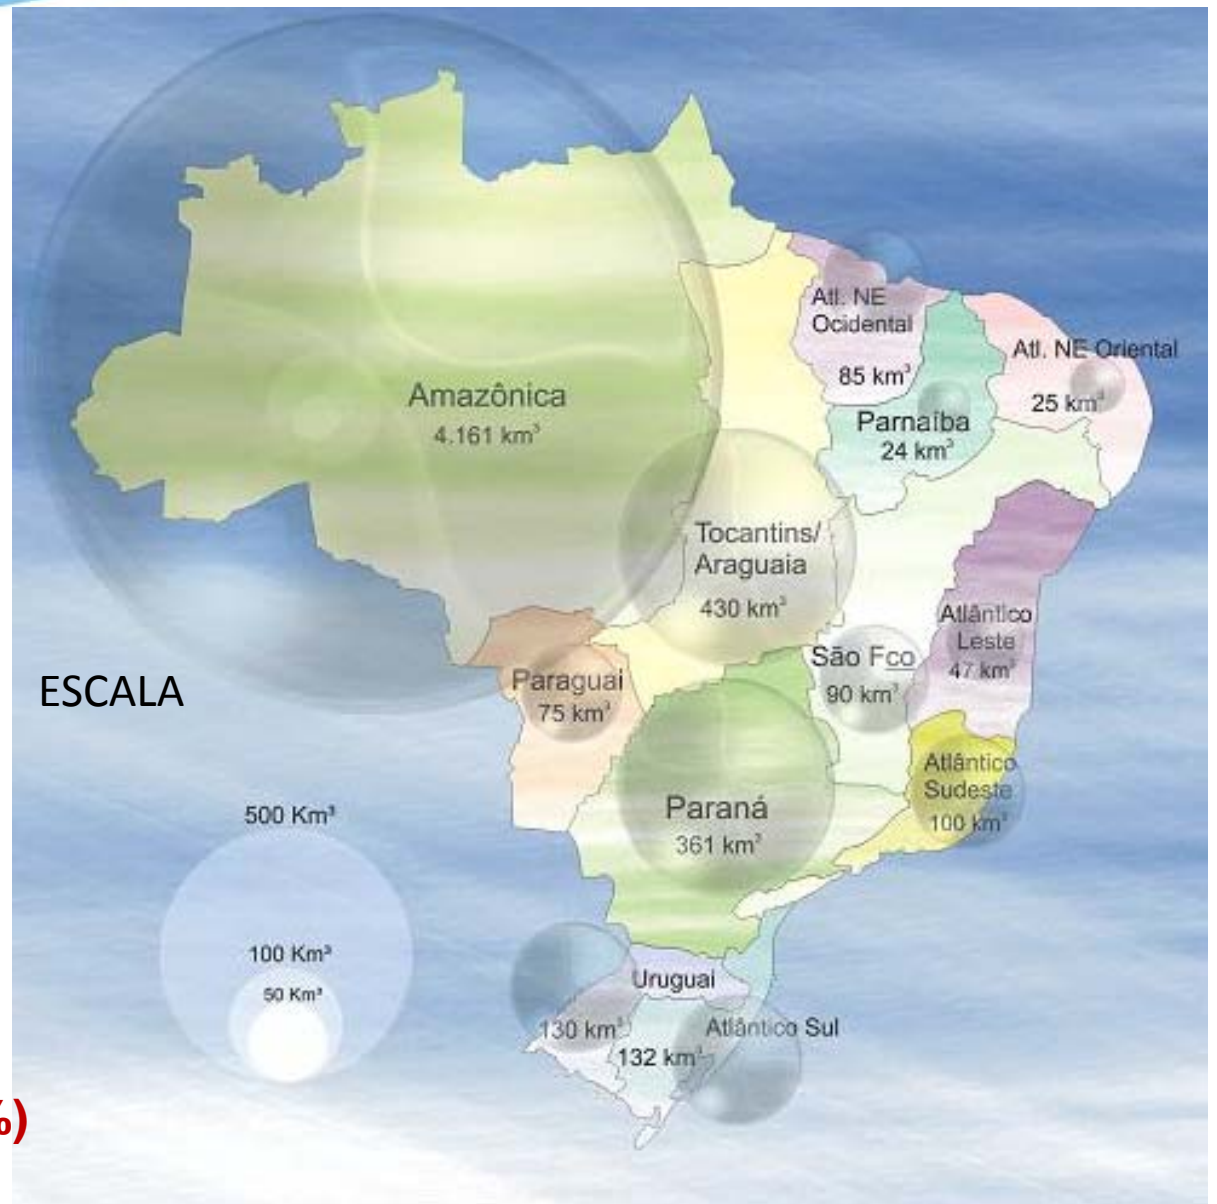 Amazônica
4.161 km³
Atl. NE
Ocidental
85 km³
Atl. NE Oriental
25 km³
Parnaíba
24 km³
Tocantins/
Araguaia
430 km³
Atlântico
Leste
47 km³
São Fco
90 km³
Paraguai
75 km³
ESCALA
Atlântico
Sudeste
100 km³
Paraná
361 km³
500 Km³
100 Km³
50 Km³
Uruguai
130 km³
Atlântico Sul
132 km³
%)